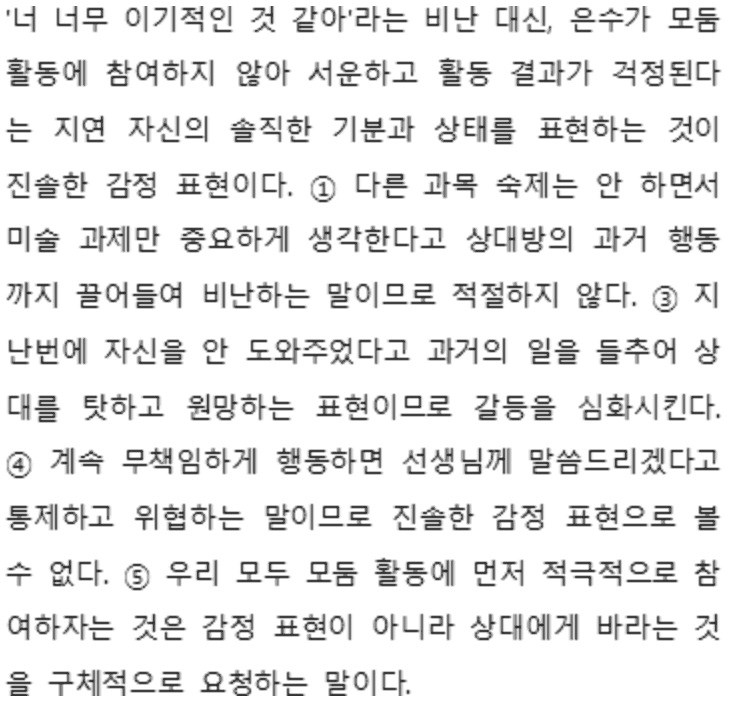 '너 너무 이기적인 것 같아'라는 비난 대신, 은수가 모둠
활동에 참여하지 않아 서운하고 활동 결과가 걱정된다
는 지연 자신의 솔직한 기분과 상태를 표현하는 것이
진솔한 감정 표현이다. ① 다른 과목 숙제는 안 하면서
미술 과제만 중요하게 생각한다고 상대방의 과거 행동
까지 끌어들여 비난하는 말이므로 적절하지 않다. ③ 지
난번에 자신을 안 도와주었다고 과거의 일을 들추어 상
대를 탓하고 원망하는 표현이므로 갈등을 심화시킨다.
④ 계속 무책임하게 행동하면 선생님께 말씀드리겠다고
통제하고 위협하는 말이므로 진솔한 감정 표현으로 볼
수 없다. ⑤ 우리 모두 모둠 활동에 먼저 적극적으로 참
여하자는 것은 감정 표현이 아니라 상대에게 바라는 것
을 구체적으로 요청하는 말이다.